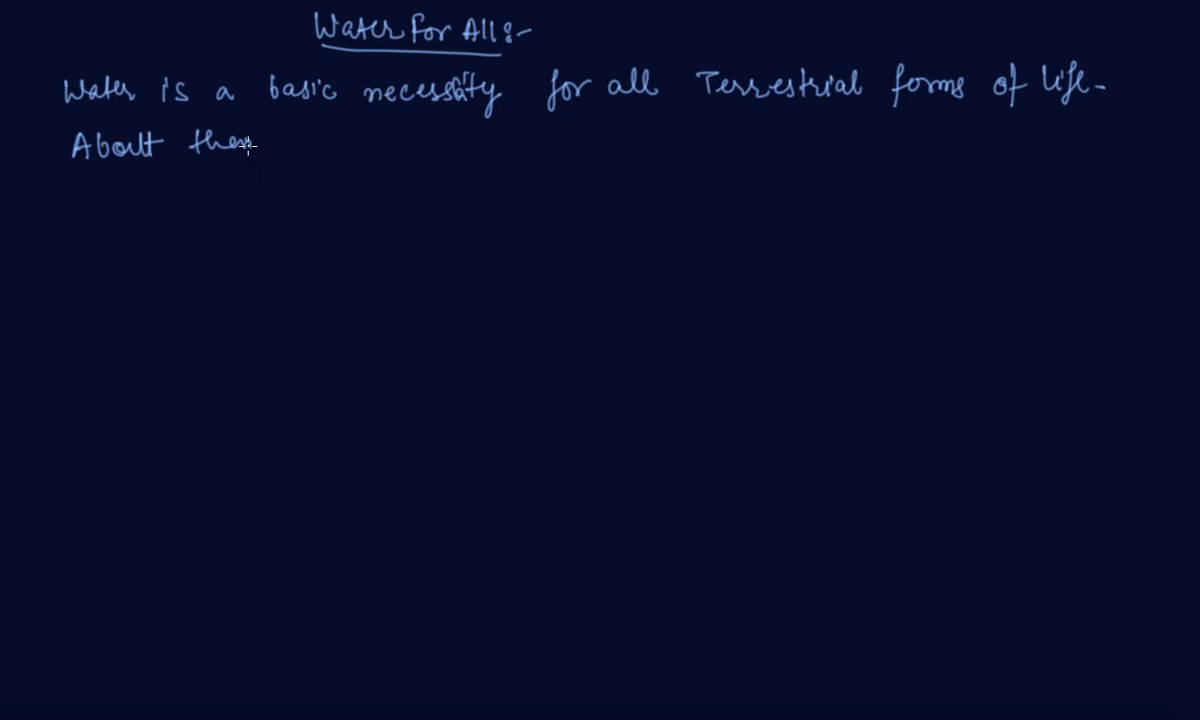 Water For All :-
Water is a basic necessity for all Terrestrial forms of life.
About